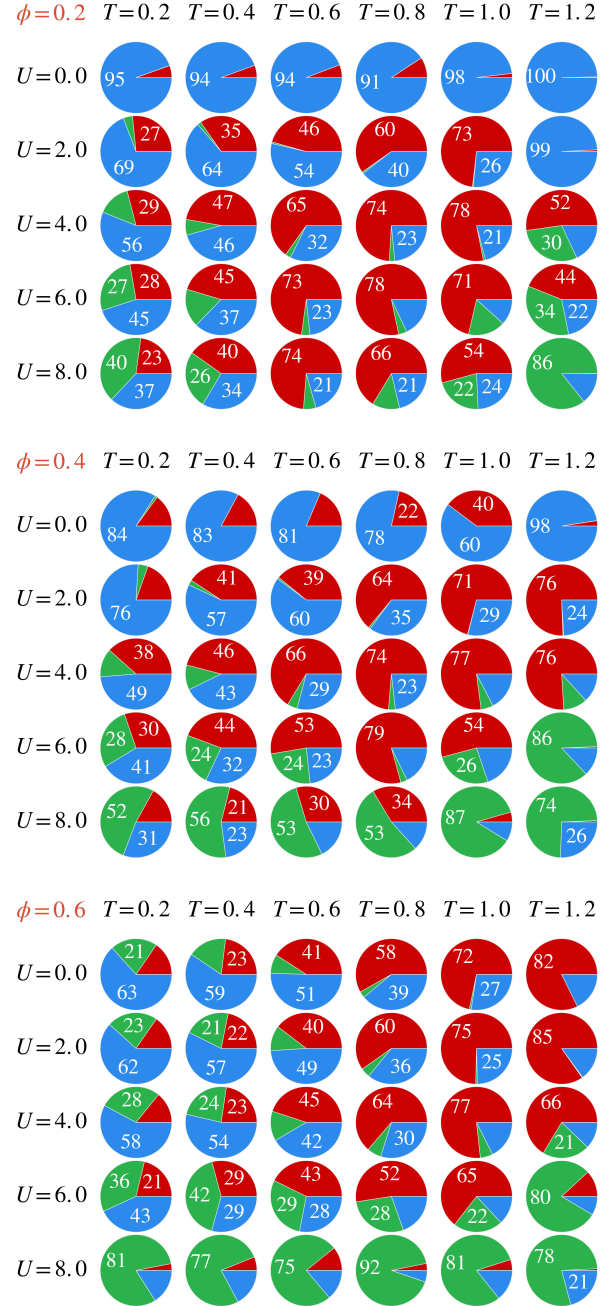 ϕ=0.2 T=0.2 T=0.4 T=0.6 T=0.8 T=1.0 T=1.2
U=0.0 95 94 94 91 98 100
U=2.0 69 27 64 35 54 46 40 60 73 26 99
U=4.0 29 56 47 46 65 32 74 23 78 21 52 30
U=6.0 27 28 45 45 37 73 23 78 71 44 34 22
U=8.0 40 23 37 40 26 34 74 21 66 21 54 22 24 86
ϕ=0.4 T=0.2 T=0.4 T=0.6 T=0.8 T=1.0 T=1.2
U=0.0 84 83 81 78 22 40 60 98
U=2.0 76 41 57 39 60 64 35 71 29 76 24
U=4.0 38 49 46 43 66 29 74 23 77 76
U=6.0 28 30 41 44 24 32 53 24 23 79 54 26 86
U=8.0 52 31 56 21 23 30 53 34 53 87 74 26
ϕ=0.6 T=0.2 T=0.4 T=0.6 T=0.8 T=1.0 T=1.2
U=0.0 21 63 23 59 41 51 58 39 72 27 82
U=2.0 23 62 21 22 57 40 49 60 36 75 25 85
U=4.0 28 58 24 23 54 45 42 64 30 77 66 21
U=6.0 36 21 43 42 29 29 43 29 28 52 28 65 22 80
U=8.0 81 77 75 92 81 78 21